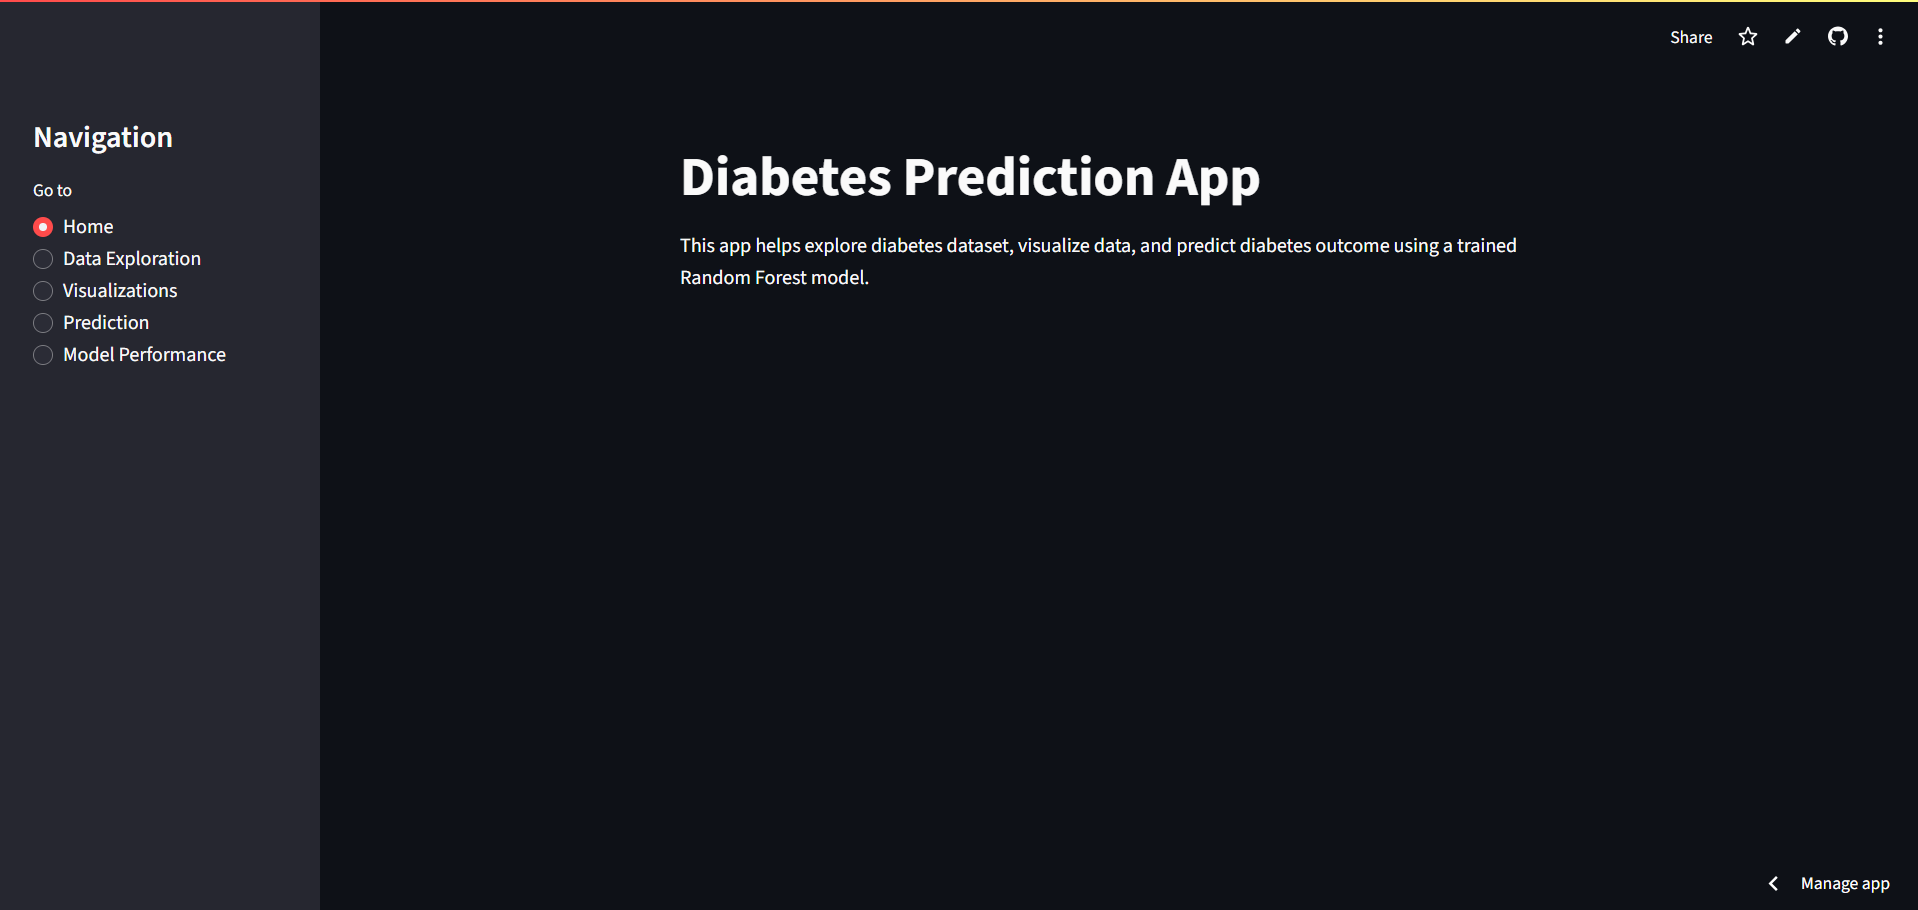 Share
Navigation
Go to
Home
Data Exploration
Visualizations
Prediction
Model Performance
Diabetes Prediction App
This app helps explore diabetes dataset, visualize data, and predict diabetes outcome using a trained
Random Forest model.
Manage app